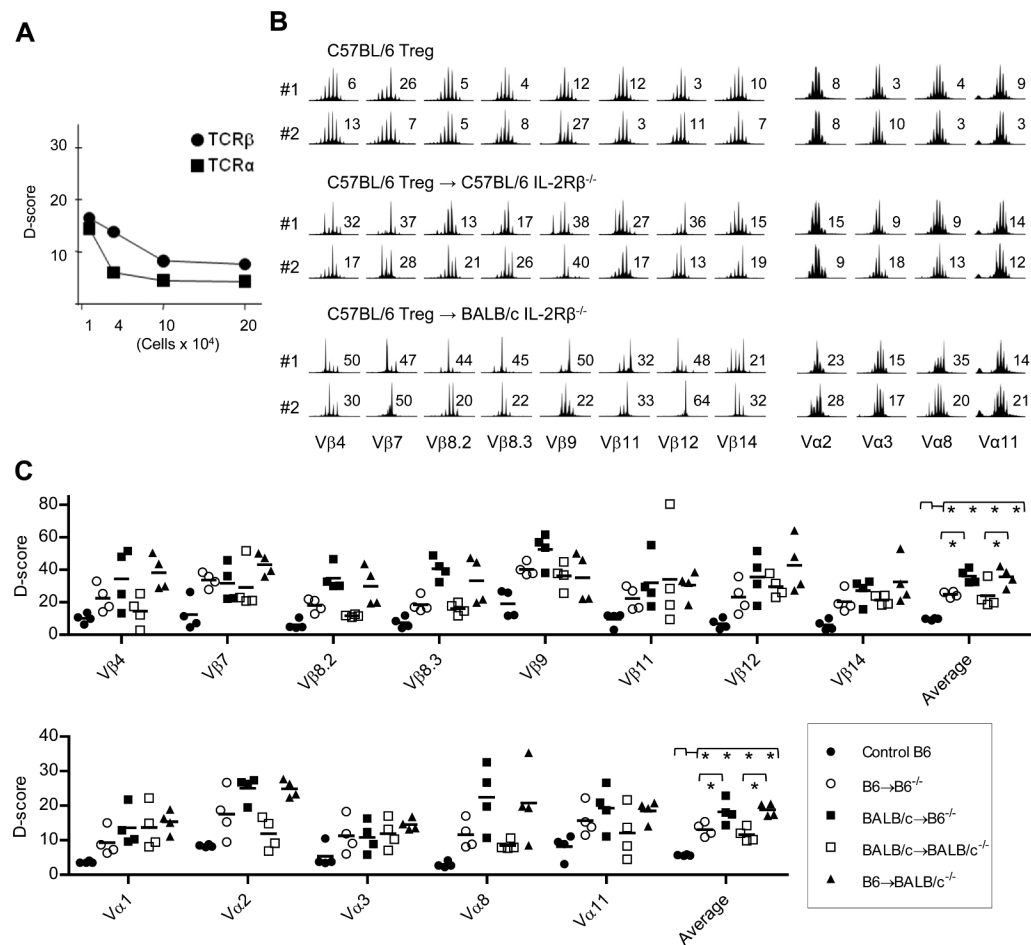 A
B
C57BL/6 Treg
#1 6 26 5 4 12 12 3 10 8 3 4 9
#2 13 7 5 8 27 3 11 7 8 10 3 3
C57BL/6 Treg → C57BL/6 IL-2Rβ-/-
#1 32 37 13 17 38 27 36 15 15 9 9 14
#2 17 28 21 26 40 17 13 19 9 18 13 12
C57BL/6 Treg → BALB/c IL-2Rβ-/-
#1 50 47 44 45 50 32 48 21 23 15 35 14
#2 30 50 20 22 22 33 64 32 28 17 20 21
Vβ4 Vβ7 Vβ8.2 Vβ8.3 Vβ9 Vβ11 Vβ12 Vβ14 Vα2 Vα3 Vα8 Vα11
TCRβ
TCRα
D-score
30
20
10
1 4 10 20
(Cells x 10⁴)
C
D-score
80
60
40
20
0
* * * *
* *
Vβ4 Vβ7 Vβ8.2 Vβ8.3 Vβ9 Vβ11 Vβ12 Vβ14 Average
D-score
40
30
20
10
0
* * * *
* *
Vα1 Vα2 Vα3 Vα8 Vα11 Average
Control B6
B6→B6-/-
BALB/c→B6-/-
BALB/c→BALB/c-/-
B6→BALB/c-/-